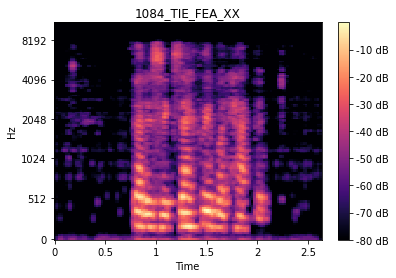 1084_TIE_FEA_XX
8192
4096
2048
1024
512
0
Hz
0
0.5
1
1.5
2
2.5
Time
-10 dB
-20 dB
-30 dB
-40 dB
-50 dB
-60 dB
-70 dB
-80 dB